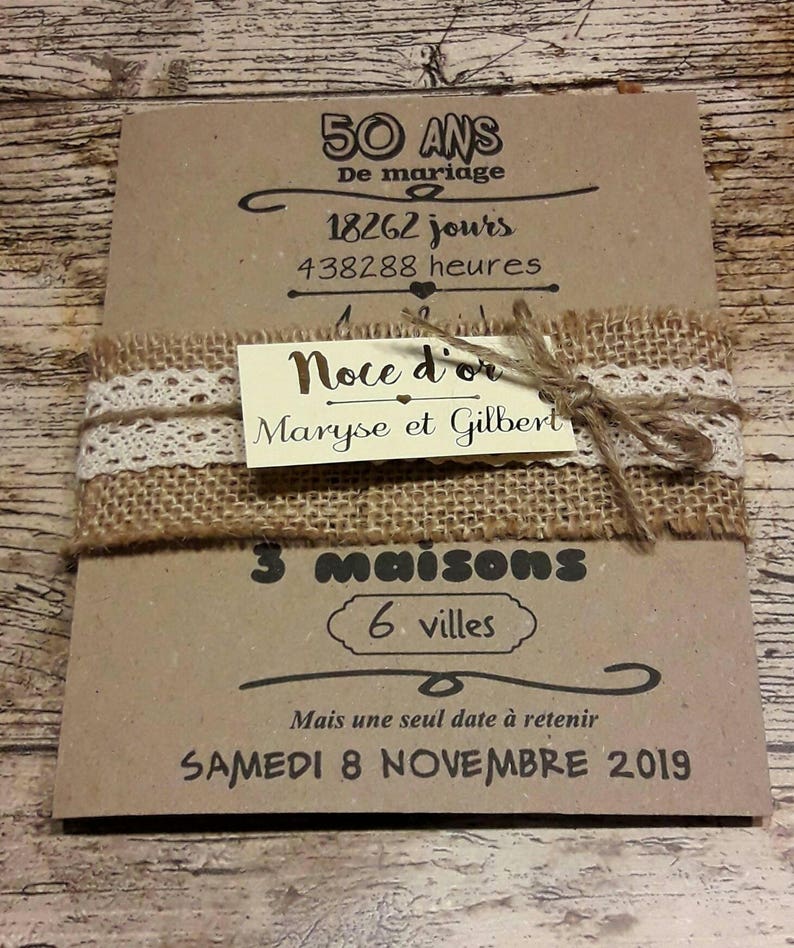 50 ANS
De mariage
18262 jours
438288 heures
Noce d'or
Maryse et Gilbert
3 maisons
6 villes
Mais une seul date à retenir
SAMEDI 8 NOVEMBRE 2019